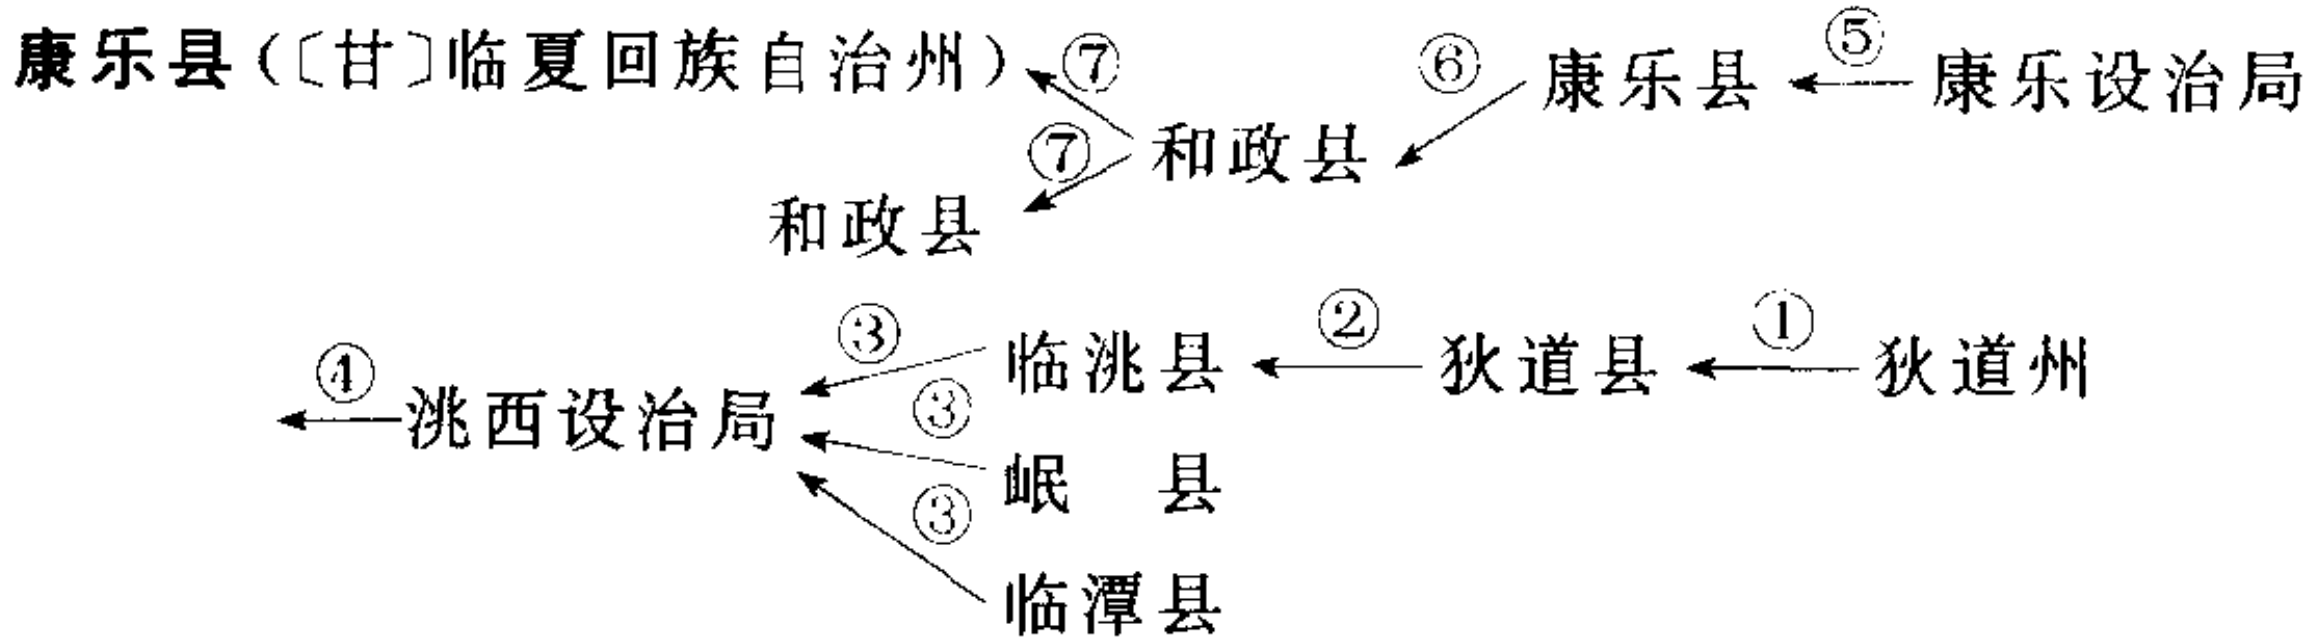 康乐县(〔甘〕临夏回族自治州) ⑦ ⑥ 康乐县 ⑤ 康乐设治局
⑦ 和政县
和政县
④ 洮西设治局 ③ 临洮县 ② 狄道县 ① 狄道州
③ 岷 县
③ 临潭县